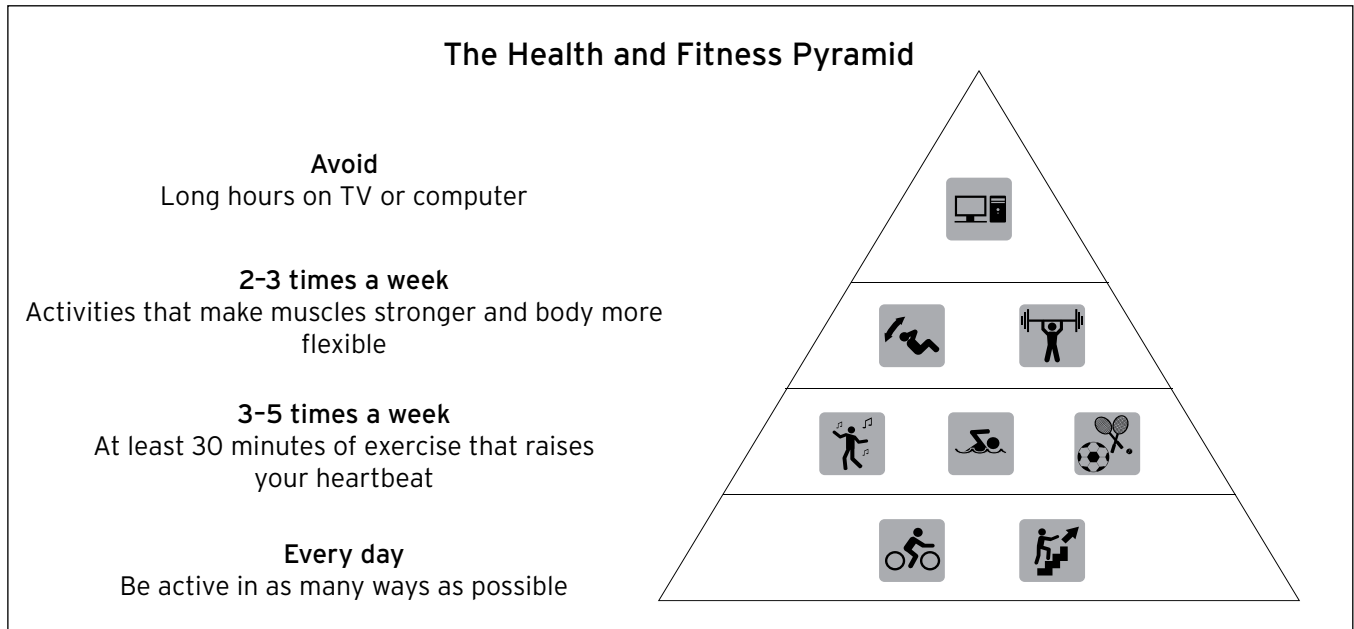 The Health and Fitness Pyramid
Avoid
Long hours on TV or computer
2–3 times a week
Activities that make muscles stronger and body more
flexible
3–5 times a week
At least 30 minutes of exercise that raises
your heartbeat
Every day
Be active in as many ways as possible